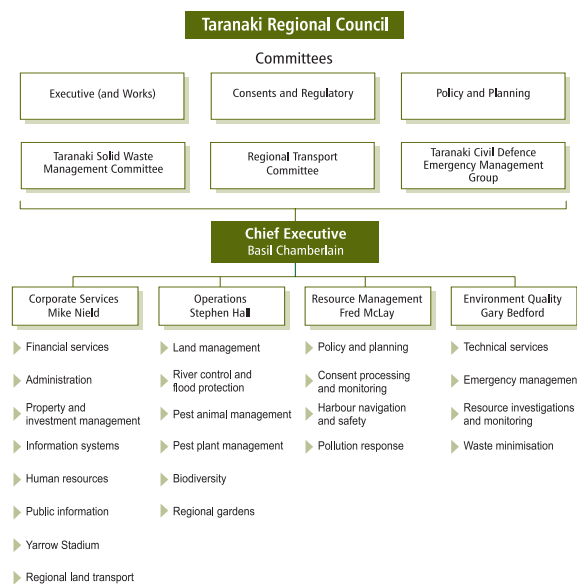 Taranaki Regional Council
Committees
Executive (and Works)
Consents and Regulatory
Policy and Planning
Taranaki Solid Waste
Management Committee
Regional Transport
Committee
Taranaki Civil Defence
Emergency Management
Group
Chief Executive
Basil Chamberlain
Corporate Services
Mike Nield
Financial services
Administration
Property and
investment management
Information systems
Human resources
Public information
Yarrow Stadium
Regional land transport
Operations
Stephen Hall
Land management
River control and
flood protection
Pest animal management
Pest plant management
Biodiversity
Regional gardens
Resource Management
Fred McLay
Policy and planning
Consent processing
and monitoring
Harbour navigation
and safety
Pollution response
Environment Quality
Gary Bedford
Technical services
Emergency management
Resource investigations
and monitoring
Waste minimisation